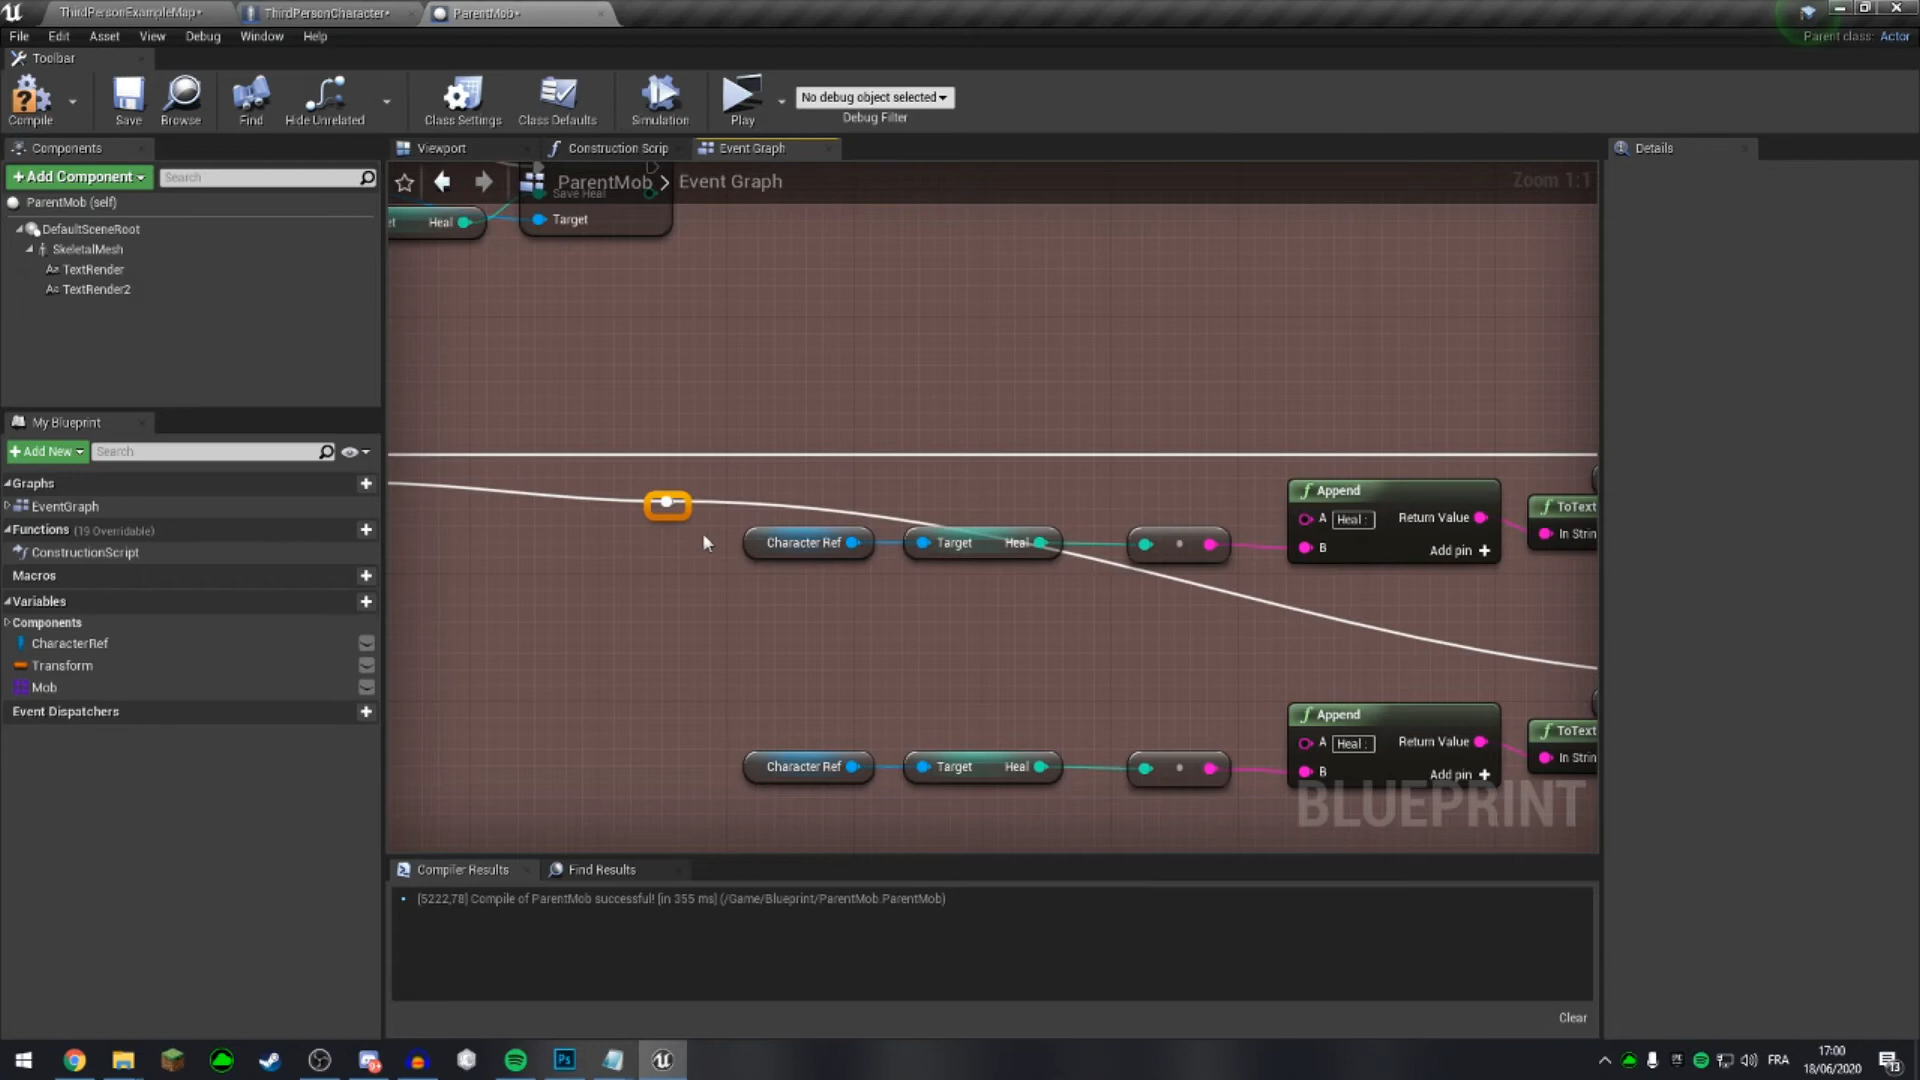 ThirdPersonExampleMap•
ThirdPersonCharacter•
ParentMob•
File Edit Asset View Debug Window Help
Parent class: Actor
Toolbar
Compile
Save
Browse
Find
Hide Unrelated
Class Settings
Class Defaults
Simulation
Play
No debug object selected
Debug Filter
Components
+Add Component
Search
ParentMob (self)
DefaultSceneRoot
SkeletalMesh
TextRender
TextRender2
My Blueprint
+Add New
Search
Graphs
EventGraph
Functions (19 Overridable)
ConstructionScript
Macros
Variables
Components
CharacterRef
Transform
Mob
Event Dispatchers
Viewport
Construction Scrip
Event Graph
ParentMob > Event Graph
Zoom 1:1
Save Heal
Heal
Target
Character Ref
Target Heal
f Append
A Heal : Return Value
B Add pin +
f ToText
In Strin
Character Ref
Target Heal
f Append
A Heal : Return Value
B Add pin +
f ToText
In Strin
BLUEPRINT
Compiler Results
Find Results
[5222,78] Compile of ParentMob successful! [in 355 ms] (/Game/Blueprint/ParentMob.ParentMob)
Clear
Details
Ps
FRA
17:00
18/06/2020
13